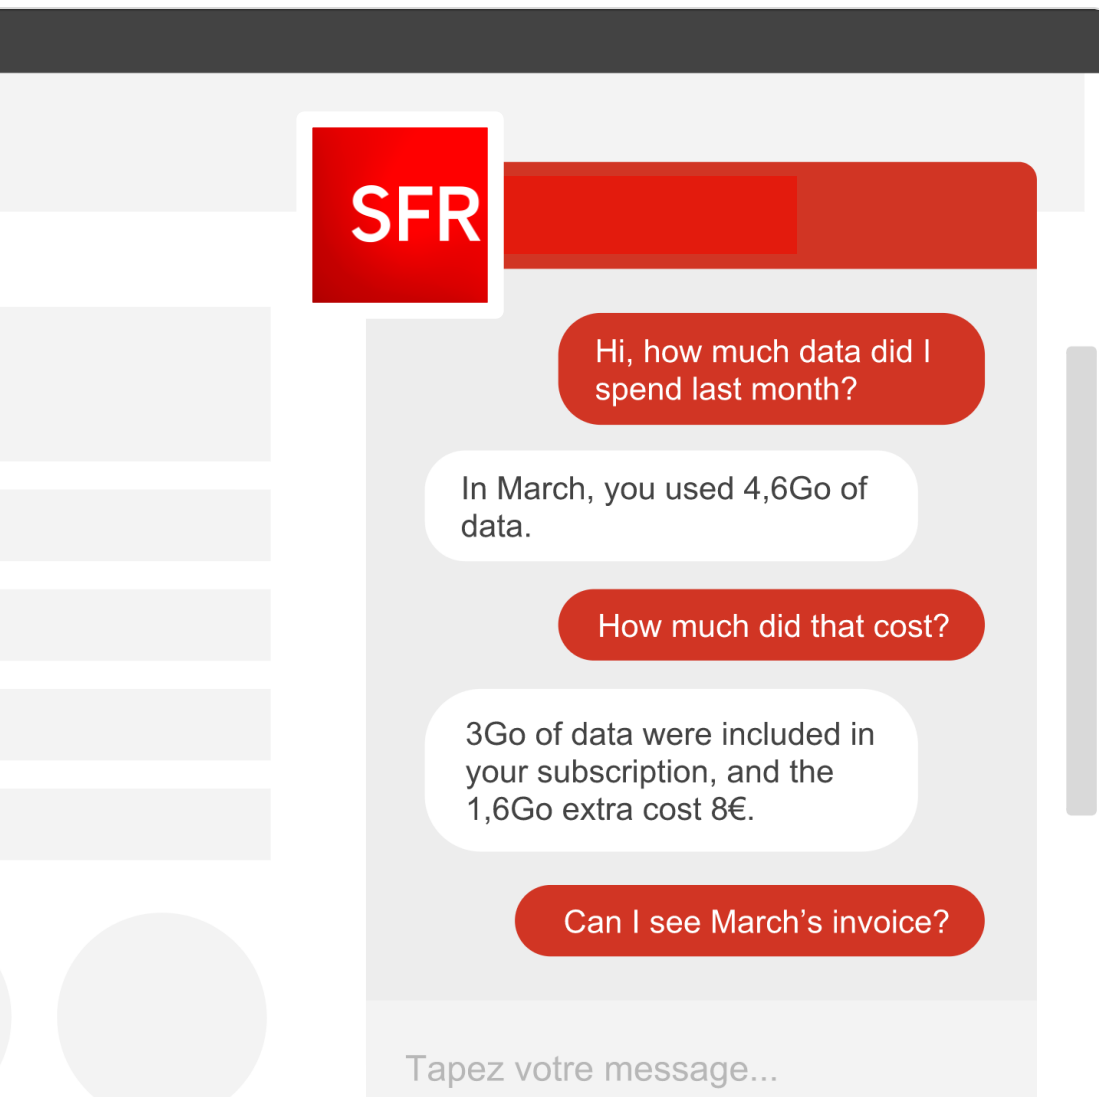 SFR
Hi, how much data did I
spend last month?
In March, you used 4,6Go of
data.
How much did that cost?
3Go of data were included in
your subscription, and the
1,6Go extra cost 8€.
Can I see March’s invoice?
Tapez votre message...